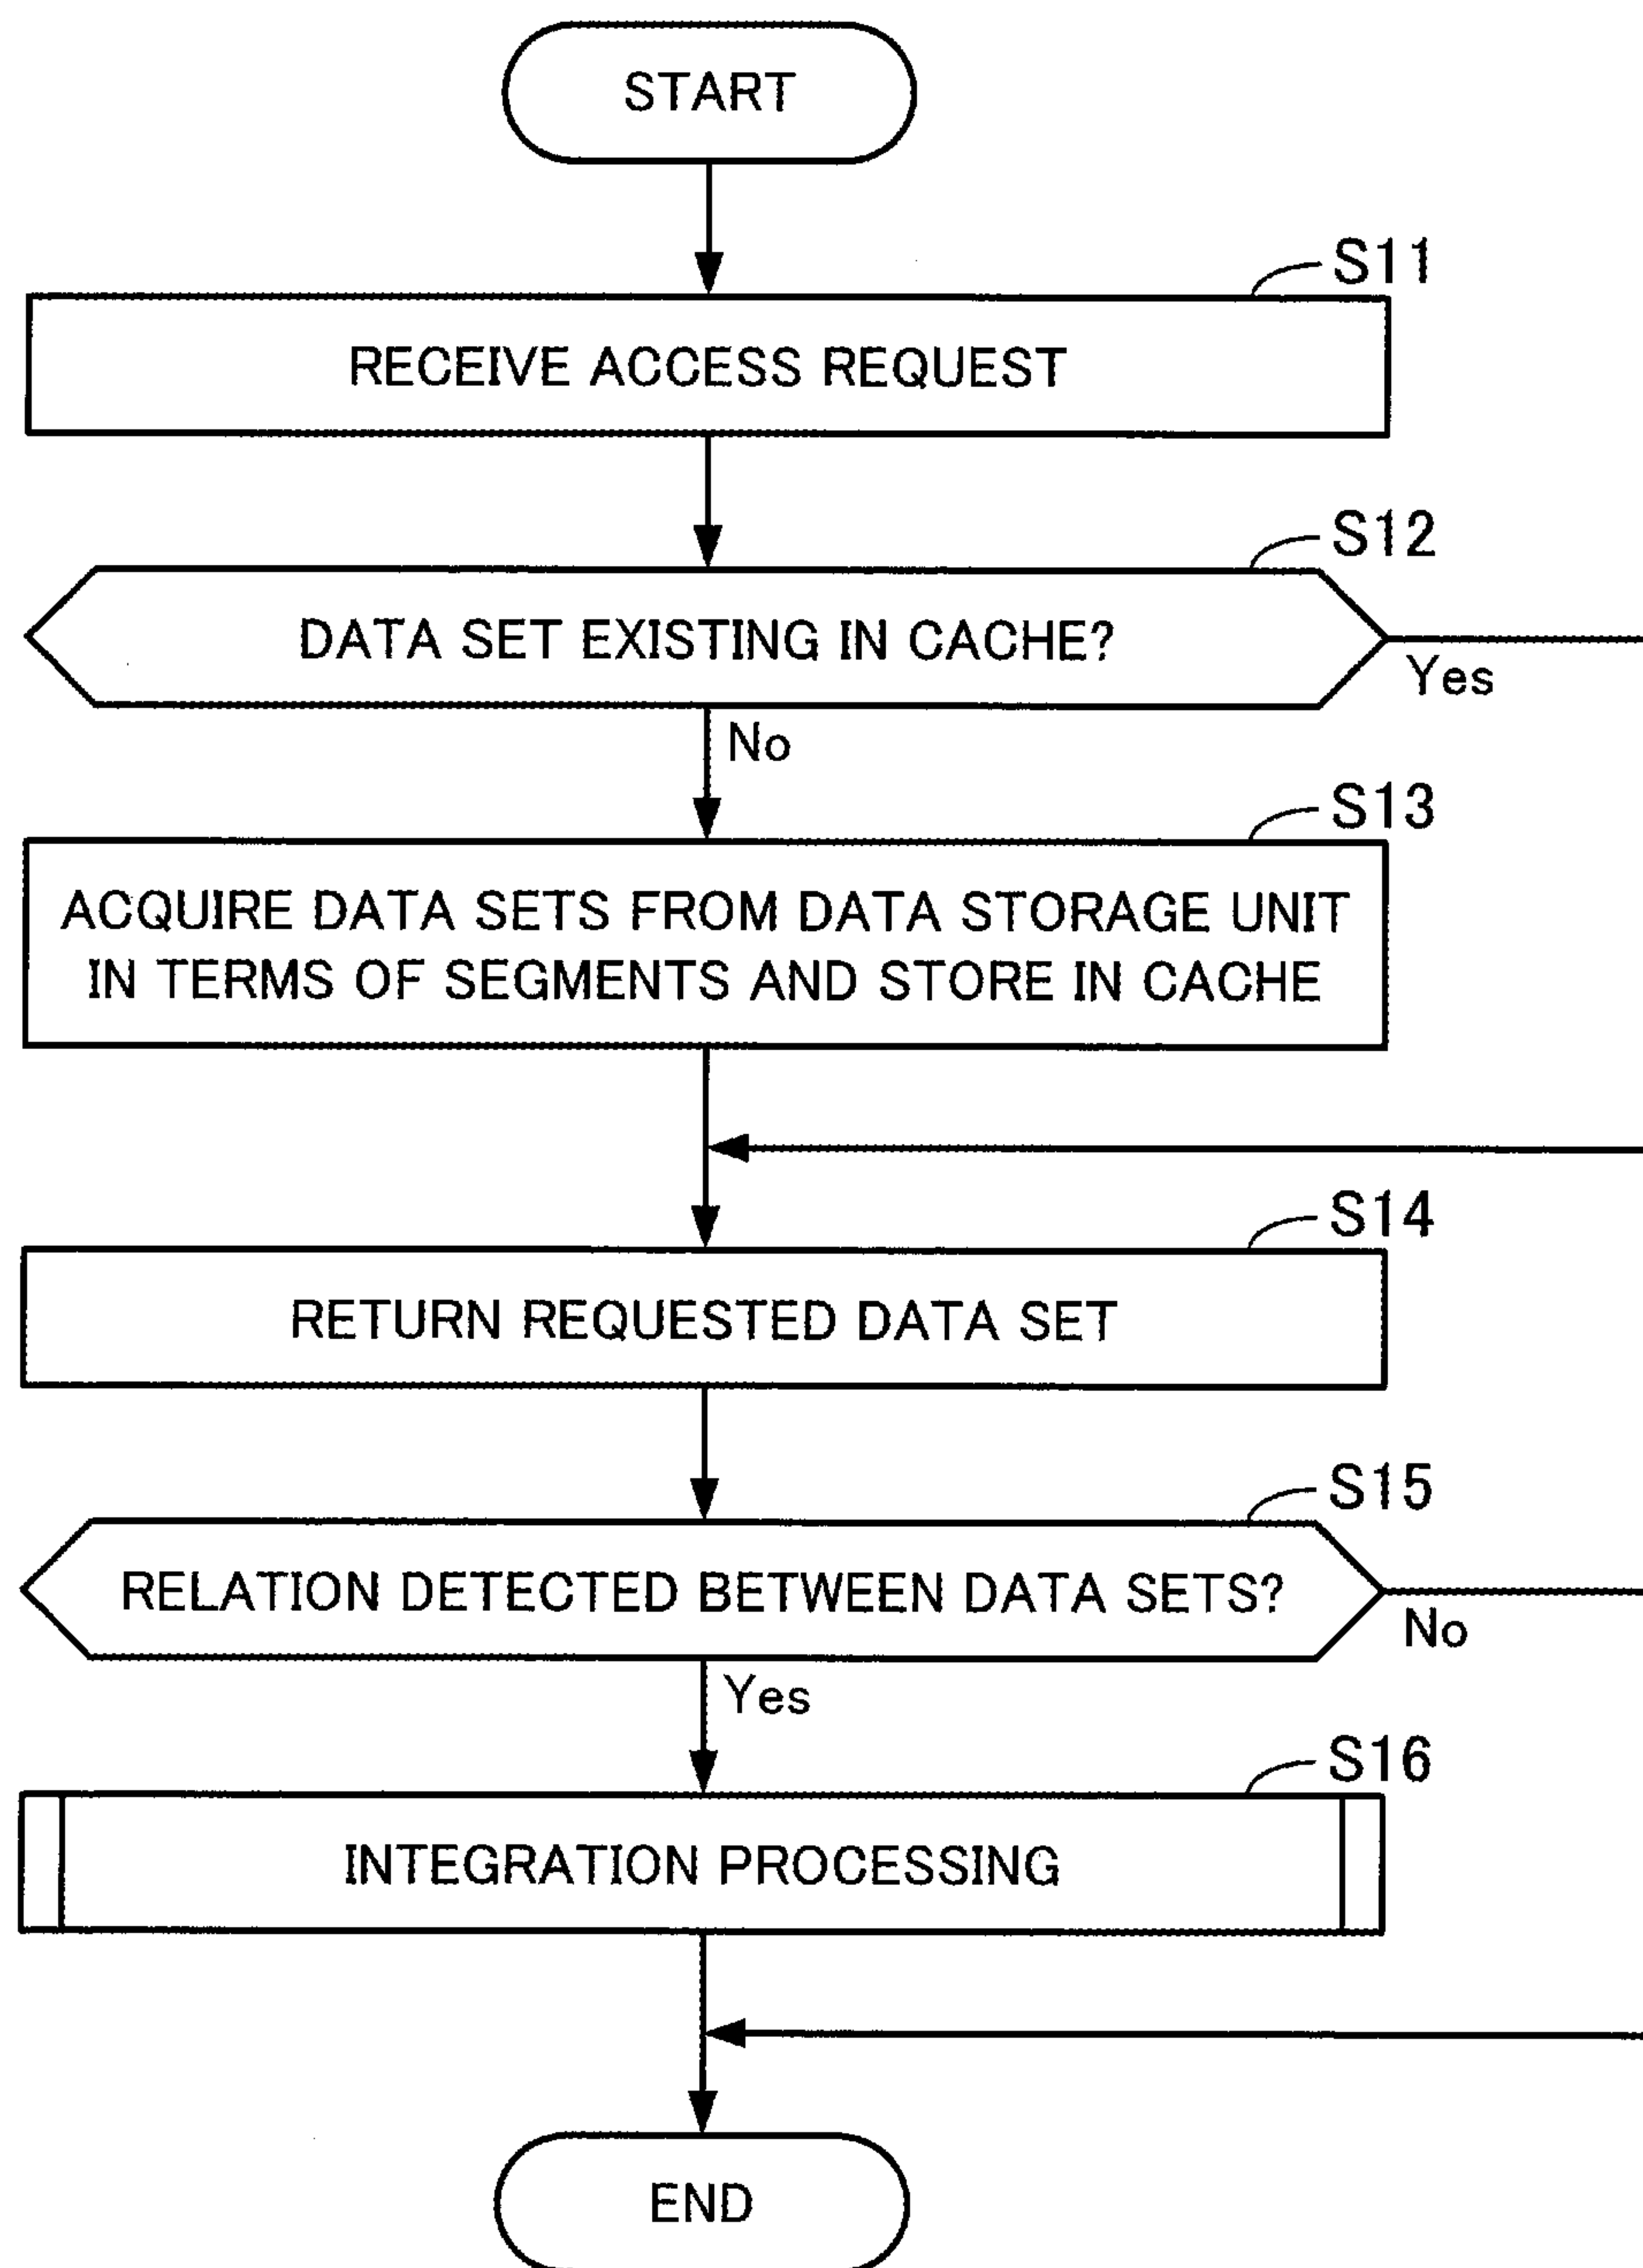 START
S11
RECEIVE ACCESS REQUEST
S12
DATA SET EXISTING IN CACHE?
Yes
No
S13
ACQUIRE DATA SETS FROM DATA STORAGE UNIT
IN TERMS OF SEGMENTS AND STORE IN CACHE
S14
RETURN REQUESTED DATA SET
S15
RELATION DETECTED BETWEEN DATA SETS?
No
Yes
S16
INTEGRATION PROCESSING
END